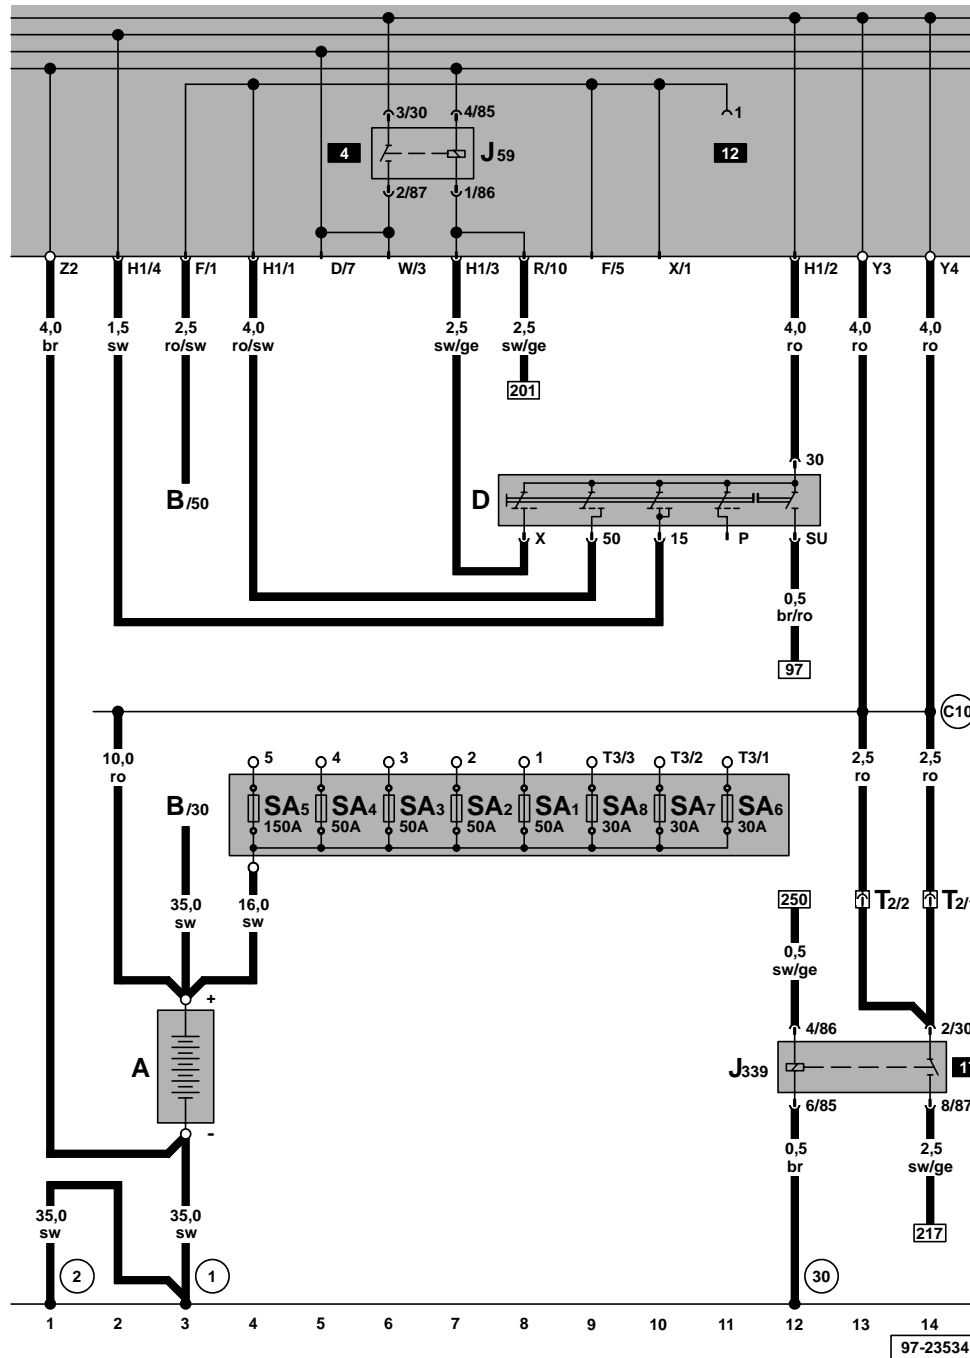 3/30 4/85 1
4 J59 12
2/87 1/86
Z2 H1/4 F/1 H1/1 D/7 W/3 H1/3 R/10 F/5 X/1 H1/2 Y3 Y4
4,0 1,5 2,5 4,0 2,5 2,5 4,0 4,0 4,0
br sw ro/sw ro/sw sw/ge sw/ge ro ro ro
201
30
B/50 D
X 50 15 P SU
0,5
br/ro
97
C10
10,0 2,5 2,5
ro ro ro
5 4 3 2 1 T3/3 T3/2 T3/1
B/30 SA5 SA4 SA3 SA2 SA1 SA8 SA7 SA6
150A 50A 50A 50A 50A 30A 30A 30A
250 T2/2
35,0 16,0
sw sw
0,5
sw/ge
+
4/86 2/30
A J339
6/85 8/87
-
0,5 2,5
br sw/ge
35,0 35,0
sw sw
217
2 1 30
1 2 3 4 5 6 7 8 9 10 11 12 13 14
97-23534